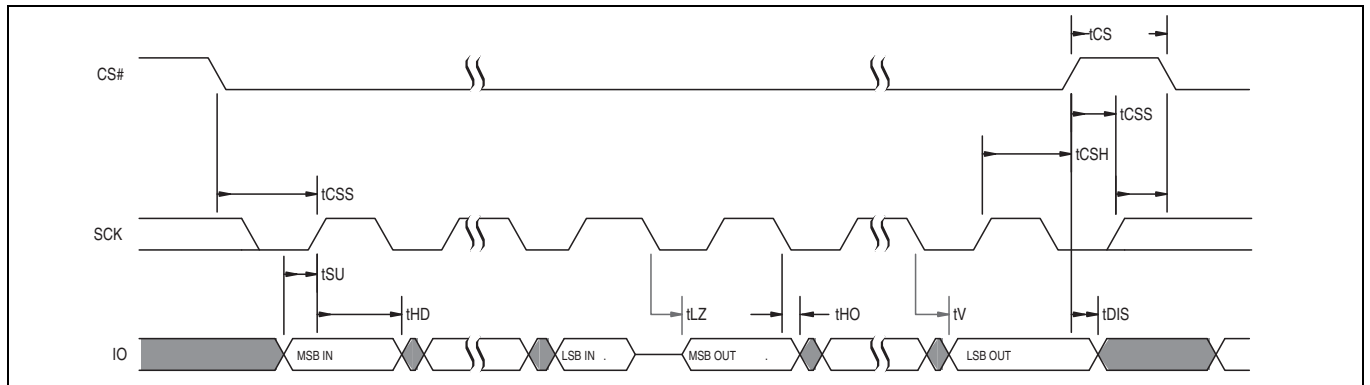 tCS
CS#
tCSS
tCSH
tCSS
SCK
tSU
tHD
tLZ
tHO
tV
tDIS
IO
MSB IN
LSB IN .
MSB OUT .
LSB OUT